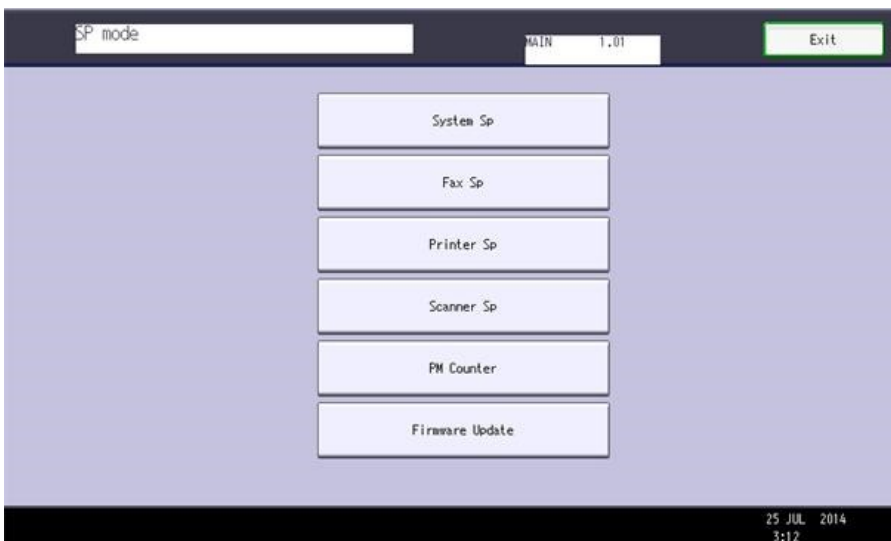 SP mode
MAIN 1.01
Exit
System Sp
Fax Sp
Printer Sp
Scanner Sp
PM Counter
Firmware Update
25 JUL 2014
3:12